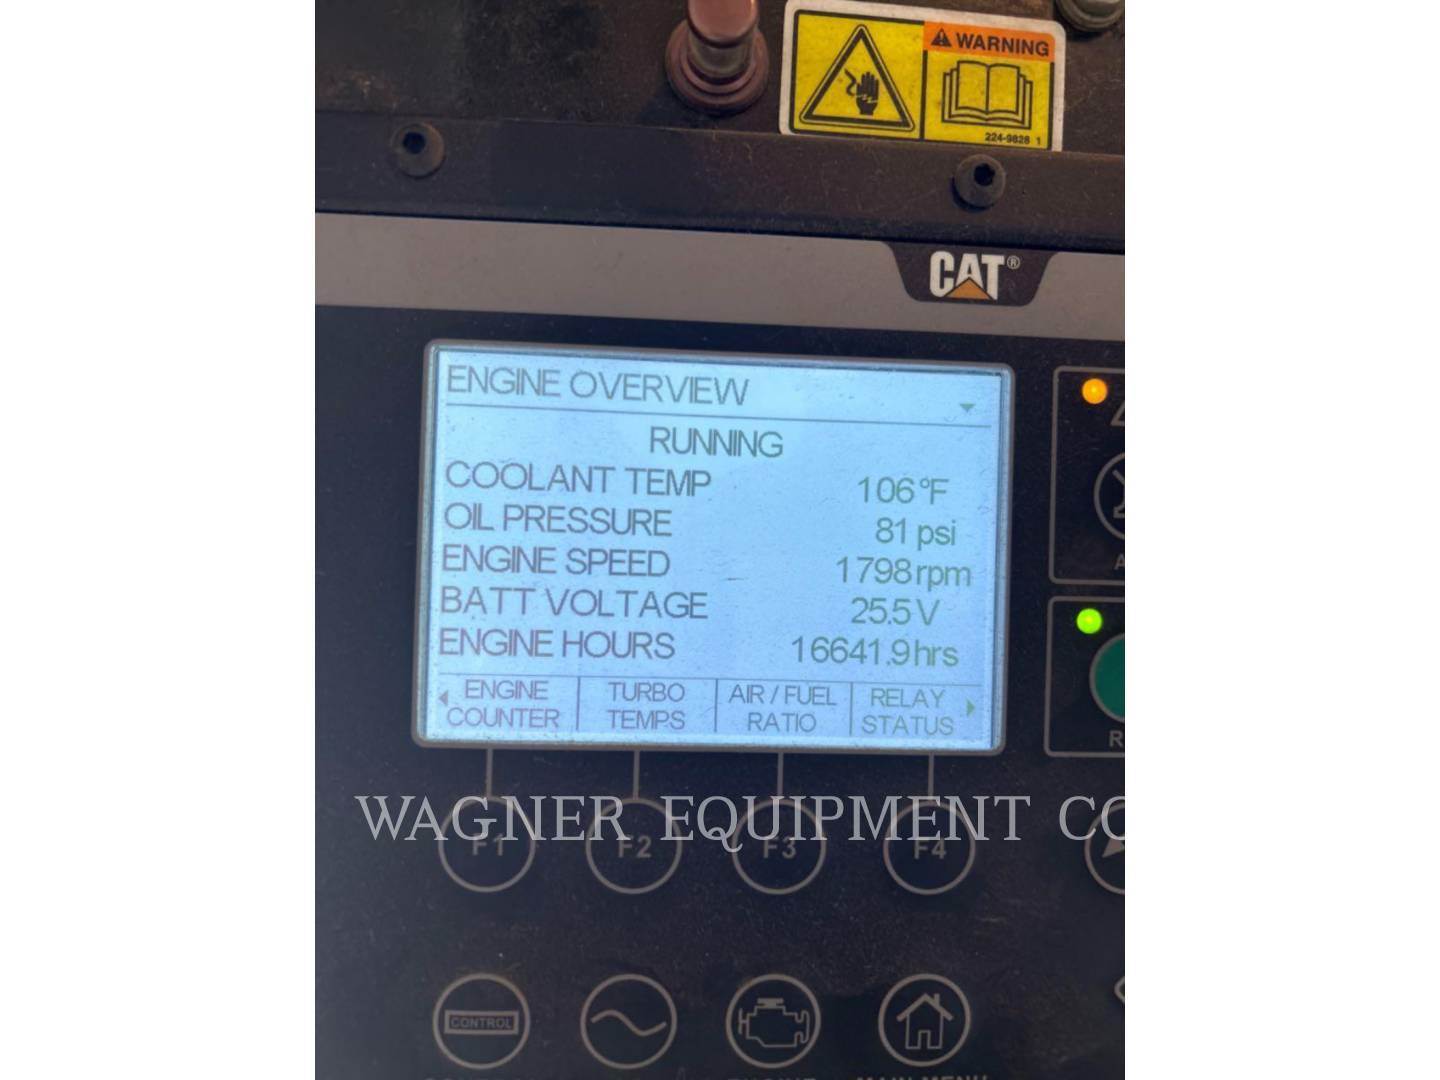 WARNING
224-9828 1
CAT®
ENGINE OVERVIEW
RUNNING
COOLANT TEMP 106°F
OIL PRESSURE 81 psi
ENGINE SPEED 1798 rpm
BATT VOLTAGE 25.5 V
ENGINE HOURS 16641.9 hrs
ENGINE COUNTER
TURBO TEMPS
AIR / FUEL RATIO
RELAY STATUS
WAGNER EQUIPMENT CO
F1 F2 F3 F4
CONTROL
MAIN MENU